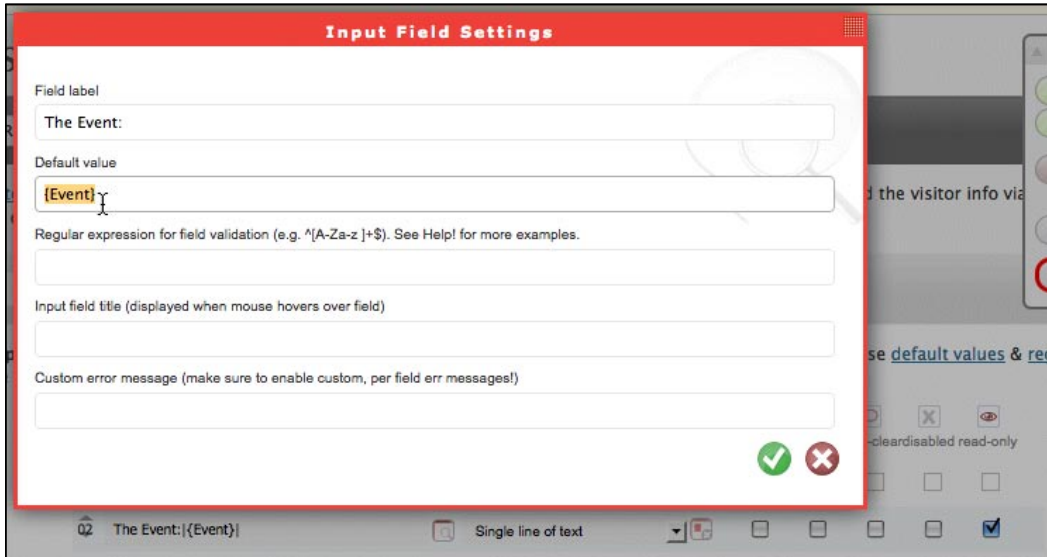 Input Field Settings
Field label
The Event:
Default value
{Event}
d the visitor info via
Regular expression for field validation (e.g. ^[A-Za-z ]+$). See Help! for more examples.
Input field title (displayed when mouse hovers over field)
se default values & re
Custom error message (make sure to enable custom, per field err messages!)
-clear disabled read-only
02 The Event:|{Event}| Single line of text